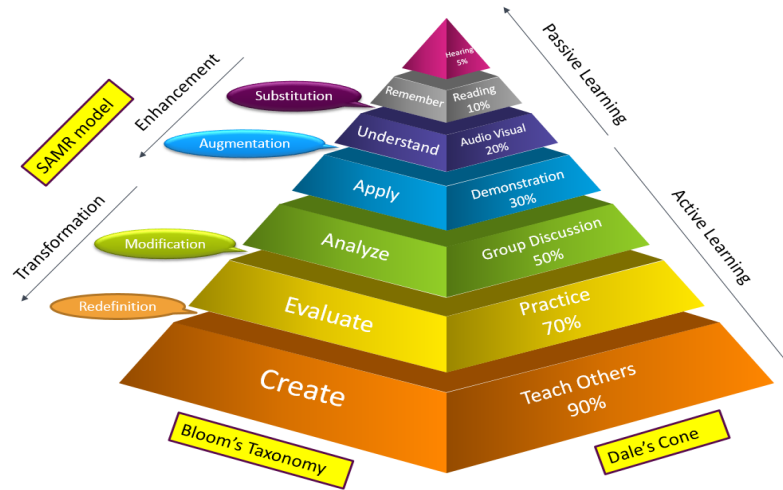 Hearing
5%
Passive Learning
Enhancement
SAMR model
Substitution
Remember
Reading
10%
Augmentation
Understand
Audio Visual
20%
Apply
Demonstration
30%
Transformation
Active Learning
Modification
Analyze
Group Discussion
50%
Redefinition
Evaluate
Practice
70%
Create
Teach Others
90%
Bloom's Taxonomy
Dale's Cone